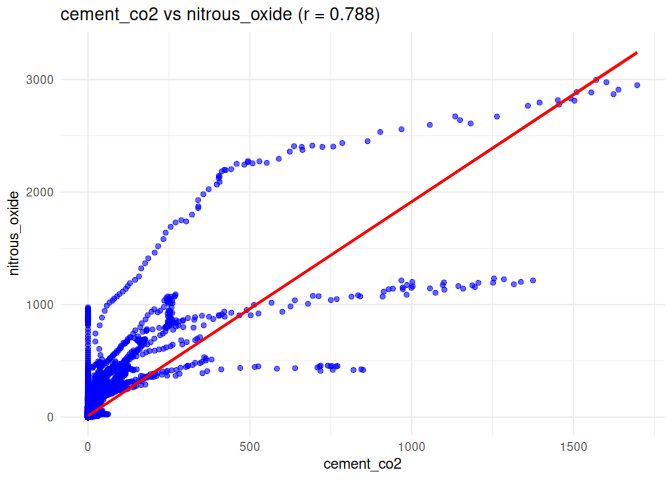 cement_co2 vs nitrous_oxide (r = 0.788)
3000
2000
1000
0
nitrous_oxide
0
500
1000
1500
cement_co2